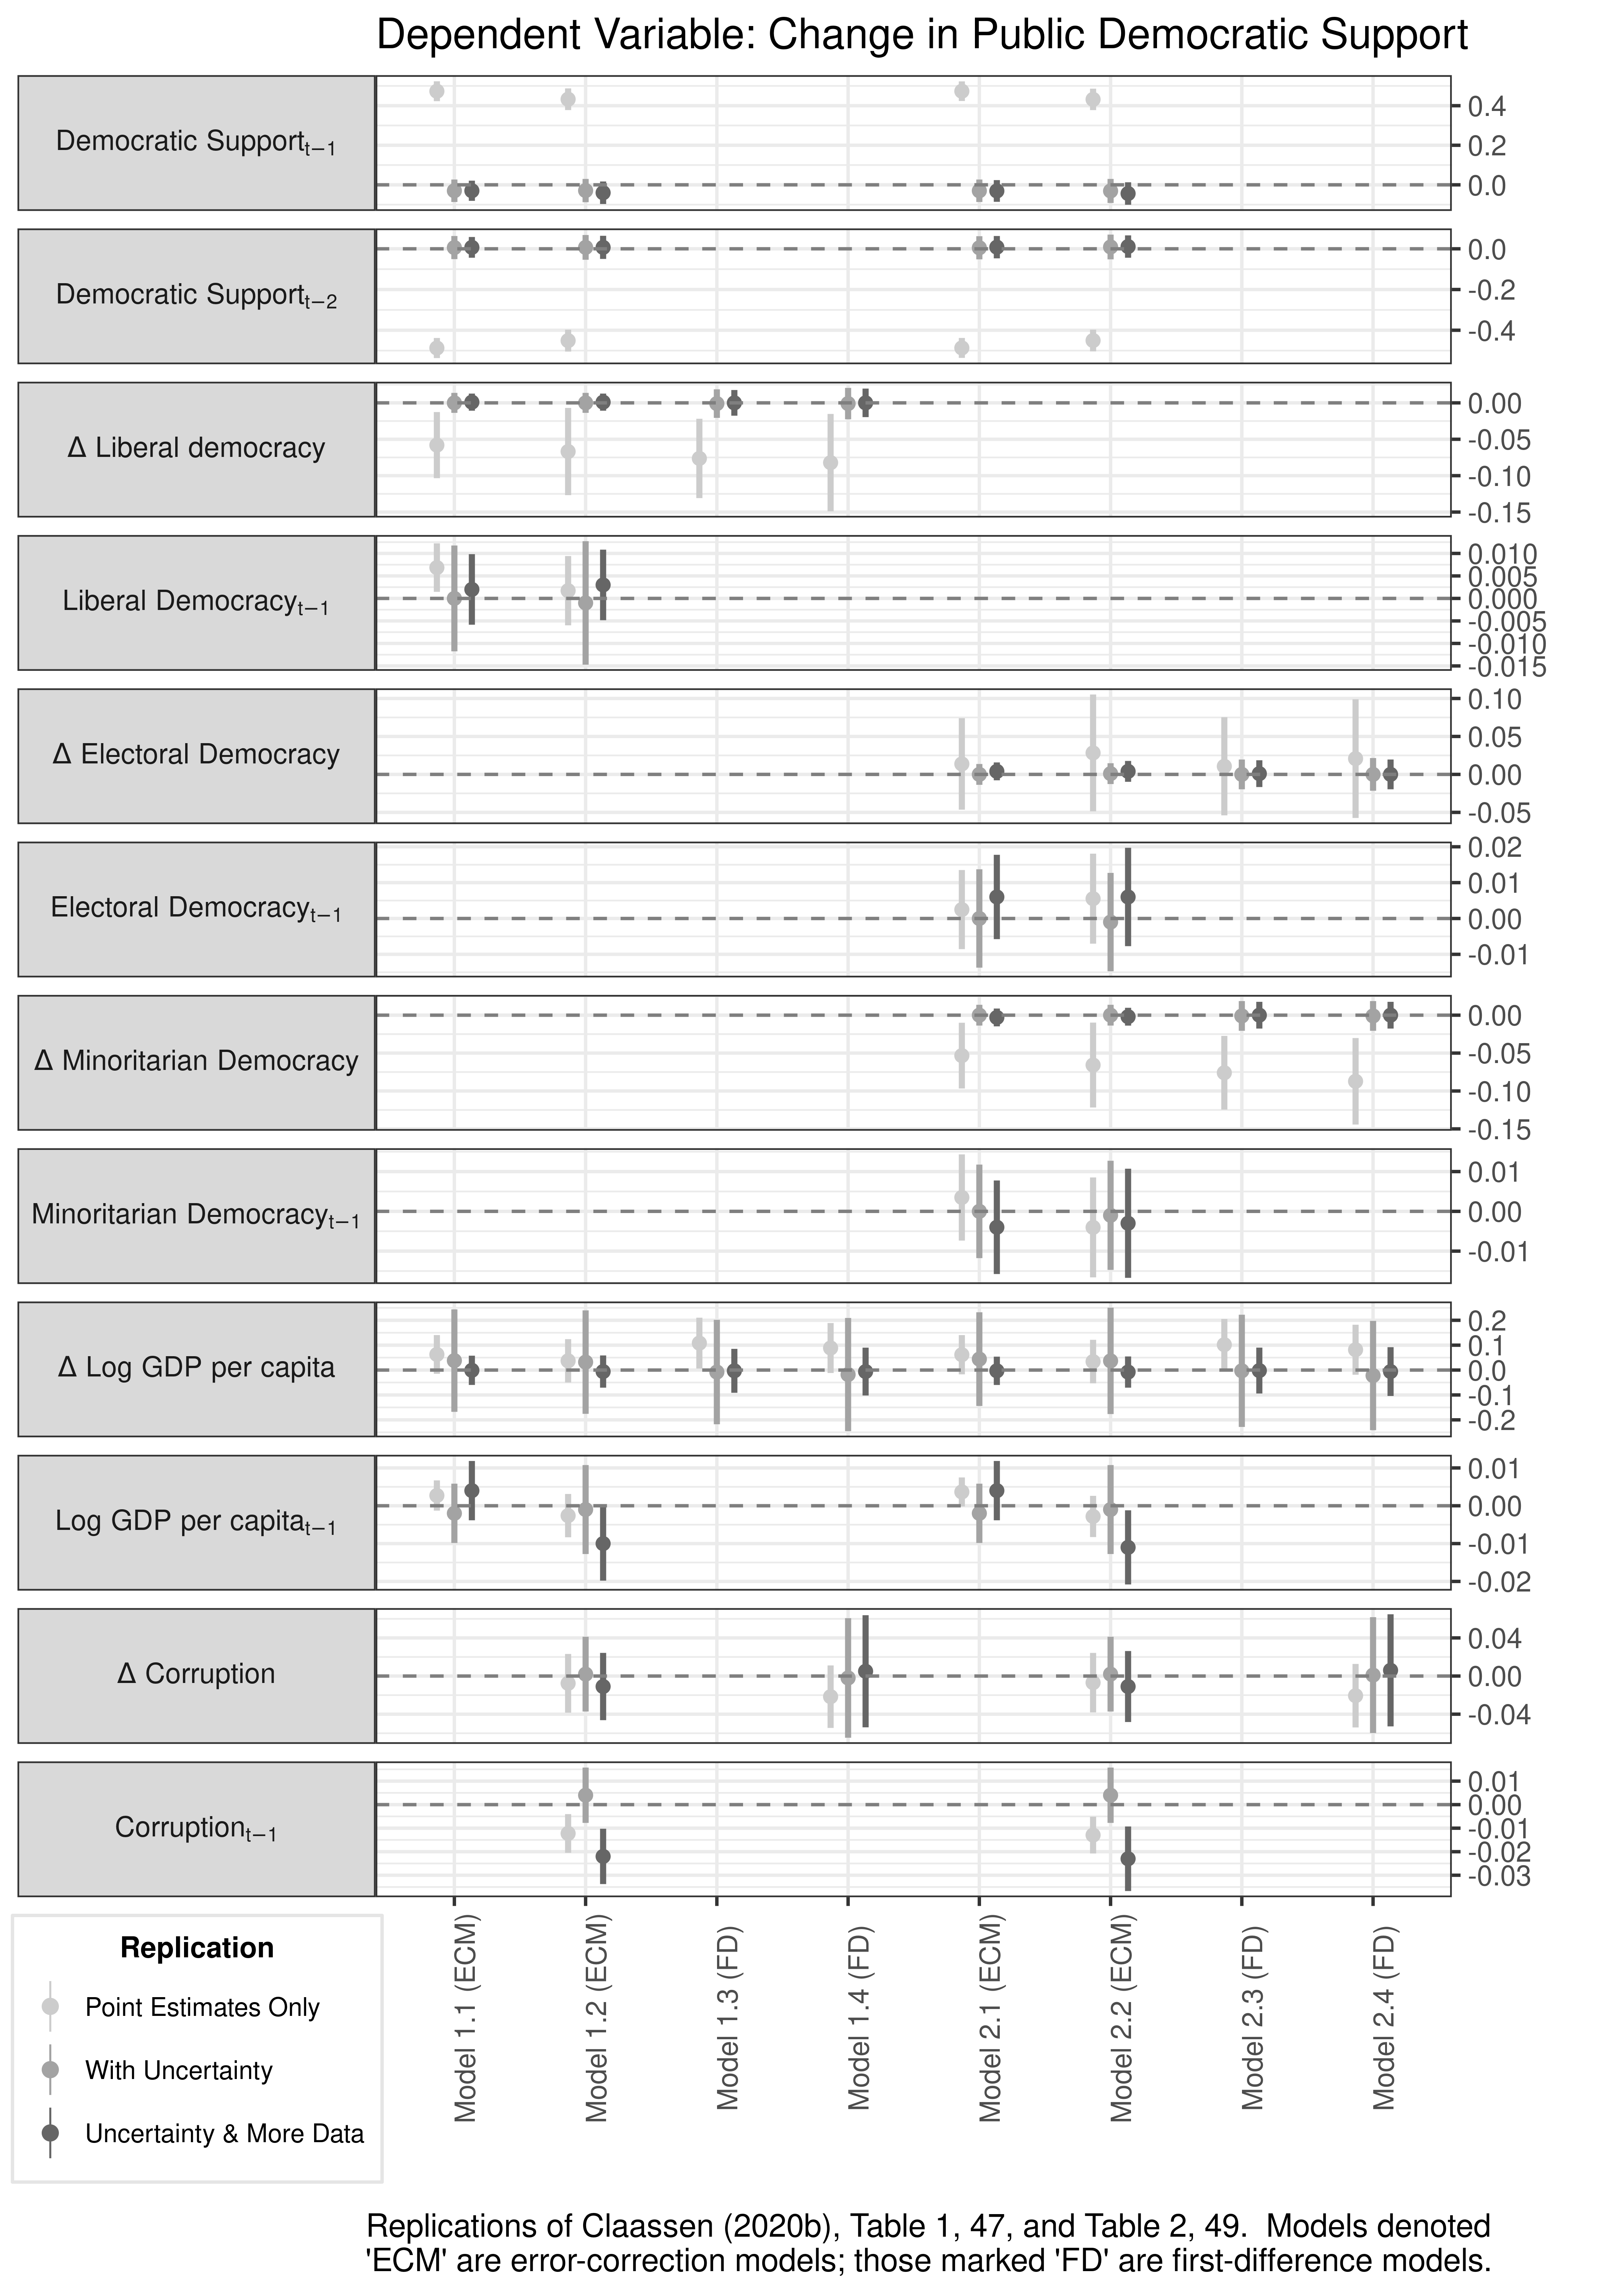 Dependent Variable: Change in Public Democratic Support
Democratic Supportt−1
0.4
0.2
0.0
Democratic Supportt−2
0.0
-0.2
-0.4
Δ Liberal democracy
0.00
-0.05
-0.10
-0.15
Liberal Democracyt−1
0.010
0.005
0.000
-0.005
-0.010
-0.015
Δ Electoral Democracy
0.10
0.05
0.00
-0.05
Electoral Democracyt−1
0.02
0.01
0.00
-0.01
Δ Minoritarian Democracy
0.00
-0.05
-0.10
-0.15
Minoritarian Democracyt−1
0.01
0.00
-0.01
Δ Log GDP per capita
0.2
0.1
0.0
-0.1
-0.2
Log GDP per capitat−1
0.01
0.00
-0.01
-0.02
Δ Corruption
0.04
0.00
-0.04
Corruptiont−1
0.01
0.00
-0.01
-0.02
-0.03
Model 1.1 (ECM)
Model 1.2 (ECM)
Model 1.3 (FD)
Model 1.4 (FD)
Model 2.1 (ECM)
Model 2.2 (ECM)
Model 2.3 (FD)
Model 2.4 (FD)
Replication
Point Estimates Only
With Uncertainty
Uncertainty & More Data
Replications of Claassen (2020b), Table 1, 47, and Table 2, 49.  Models denoted
'ECM' are error-correction models; those marked 'FD' are first-difference models.